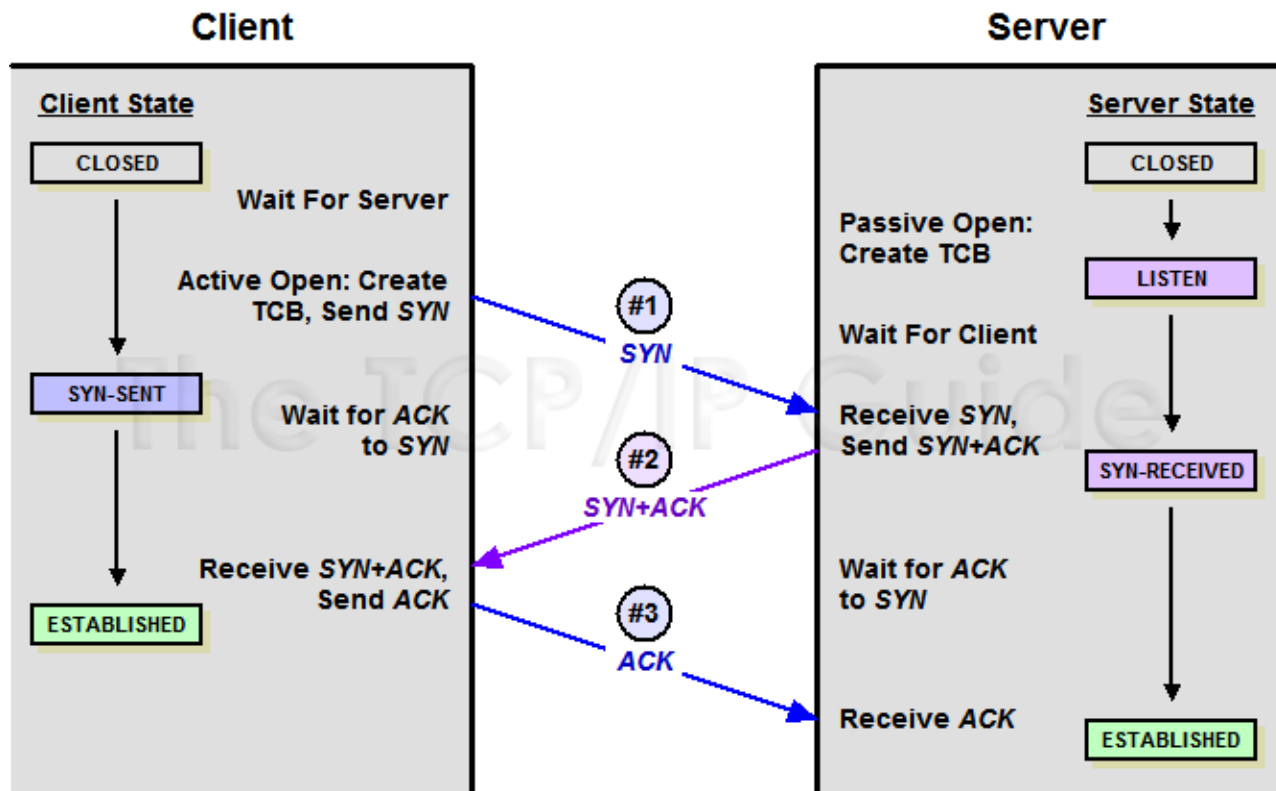 Client
Client State
CLOSED
Wait For Server
Active Open: Create
TCB, Send SYN
SYN-SENT
Wait for ACK
to SYN
Receive SYN+ACK,
Send ACK
ESTABLISHED
#1
SYN
#2
SYN+ACK
#3
ACK
Server
Server State
CLOSED
Passive Open:
Create TCB
LISTEN
Wait For Client
Receive SYN,
Send SYN+ACK
SYN-RECEIVED
Wait for ACK
to SYN
Receive ACK
ESTABLISHED
The TCP/IP Guide